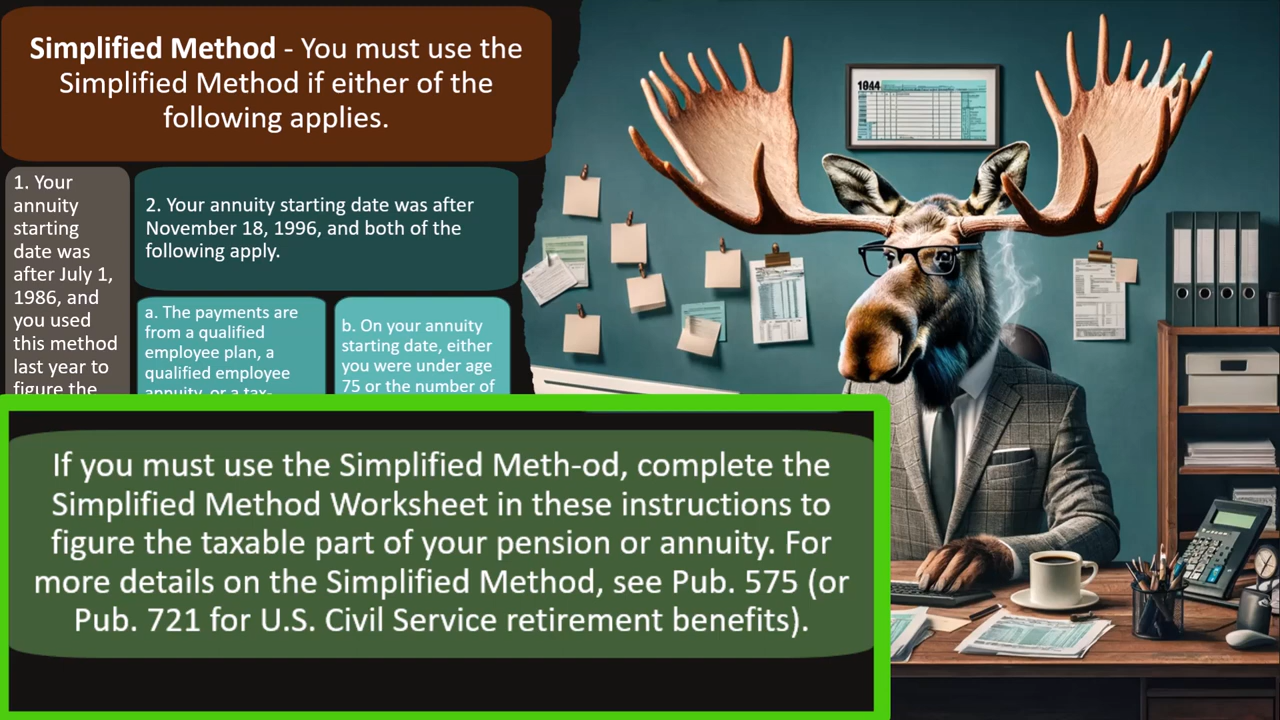 Simplified Method - You must use the
Simplified Method if either of the
following applies.
1. Your
annuity
starting
date was
after July 1,
1986, and
you used
this method
last year to
figure the
2. Your annuity starting date was after
November 18, 1996, and both of the
following apply.
a. The payments are
from a qualified
employee plan, a
qualified employee
annuity, or a tax-
b. On your annuity
starting date, either
you were under age
75 or the number of
If you must use the Simplified Meth-od, complete the
Simplified Method Worksheet in these instructions to
figure the taxable part of your pension or annuity. For
more details on the Simplified Method, see Pub. 575 (or
Pub. 721 for U.S. Civil Service retirement benefits).
1044